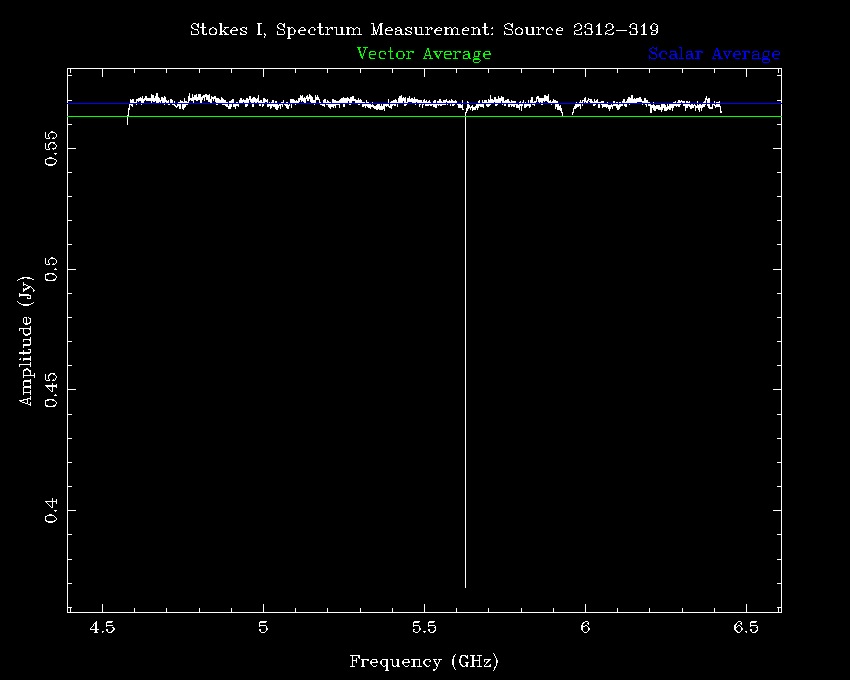 Stokes I, Spectrum Measurement: Source 2312-319
Vector Average Scalar Average
0.55
0.5
0.45
0.4
Amplitude (Jy)
4.5 5 5.5 6 6.5
Frequency (GHz)